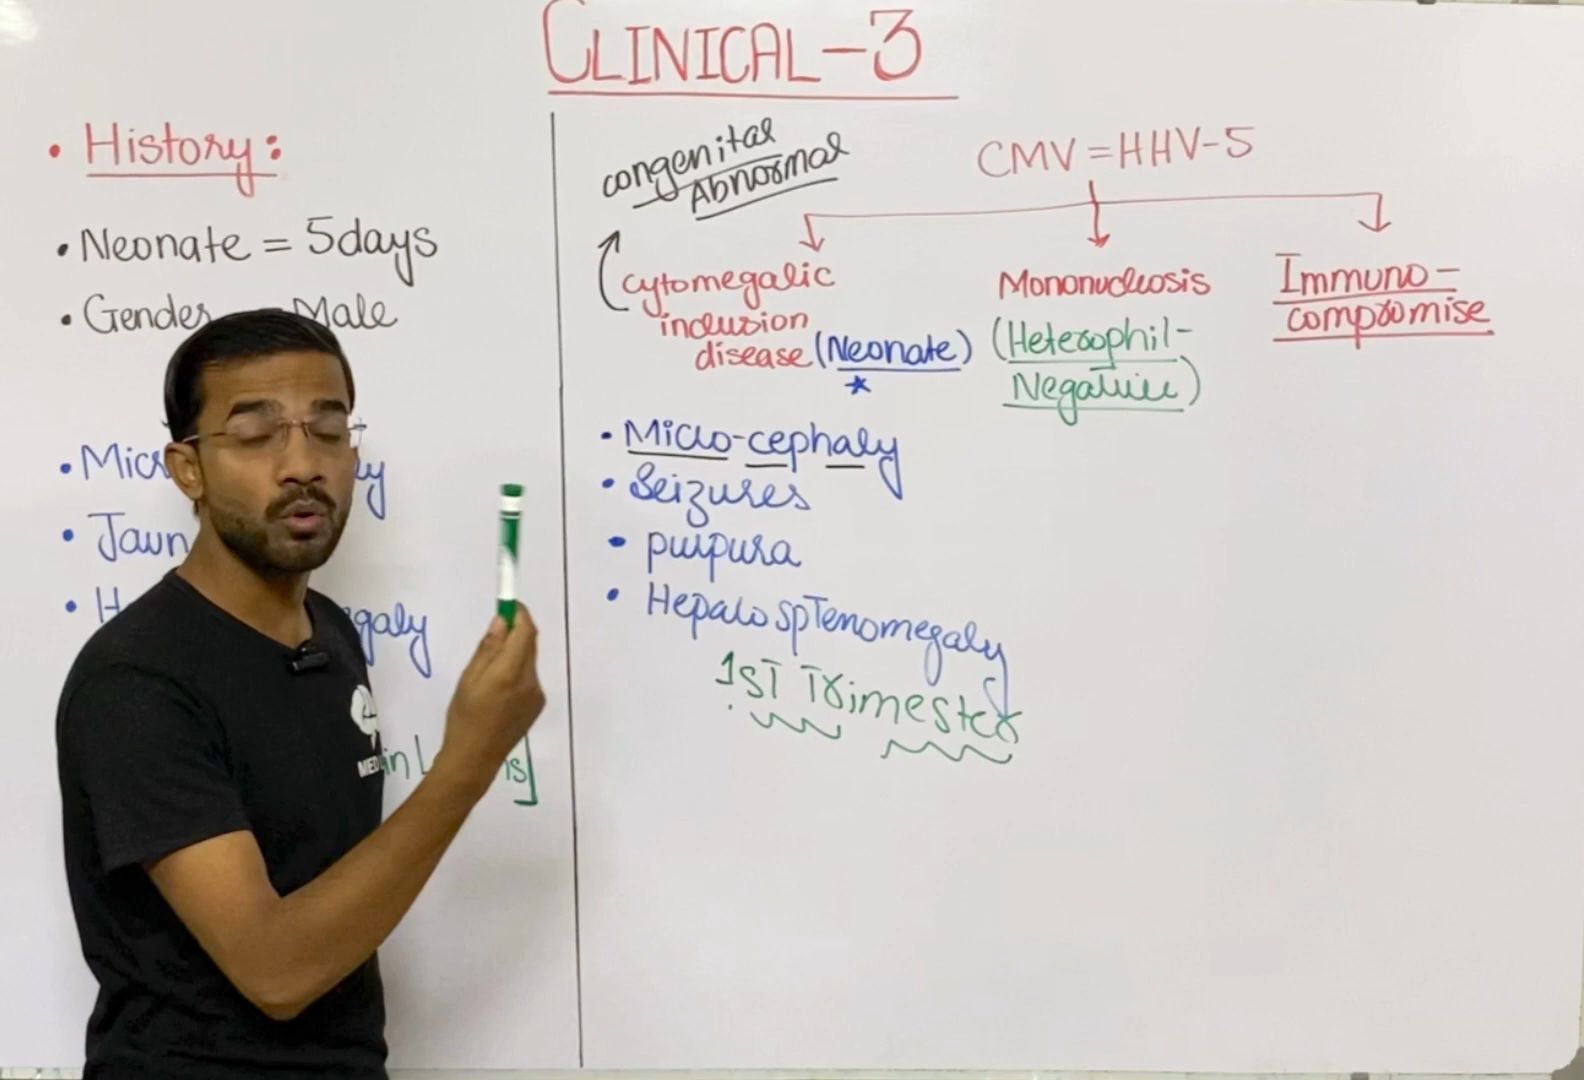 CLINICAL-3
• History:
• Neonate = 5days
• Gender Male
Congenital
Abnormal
CMV = HHV-5
Cytomegalic
inclusion
disease (Neonate)
Mononucleosis
(Heterophil-
Negative)
Immuno-
compromise
• Micro-cephaly
• Seizures
• purpura
• Hepatosplenomegaly
1st Trimester
MED